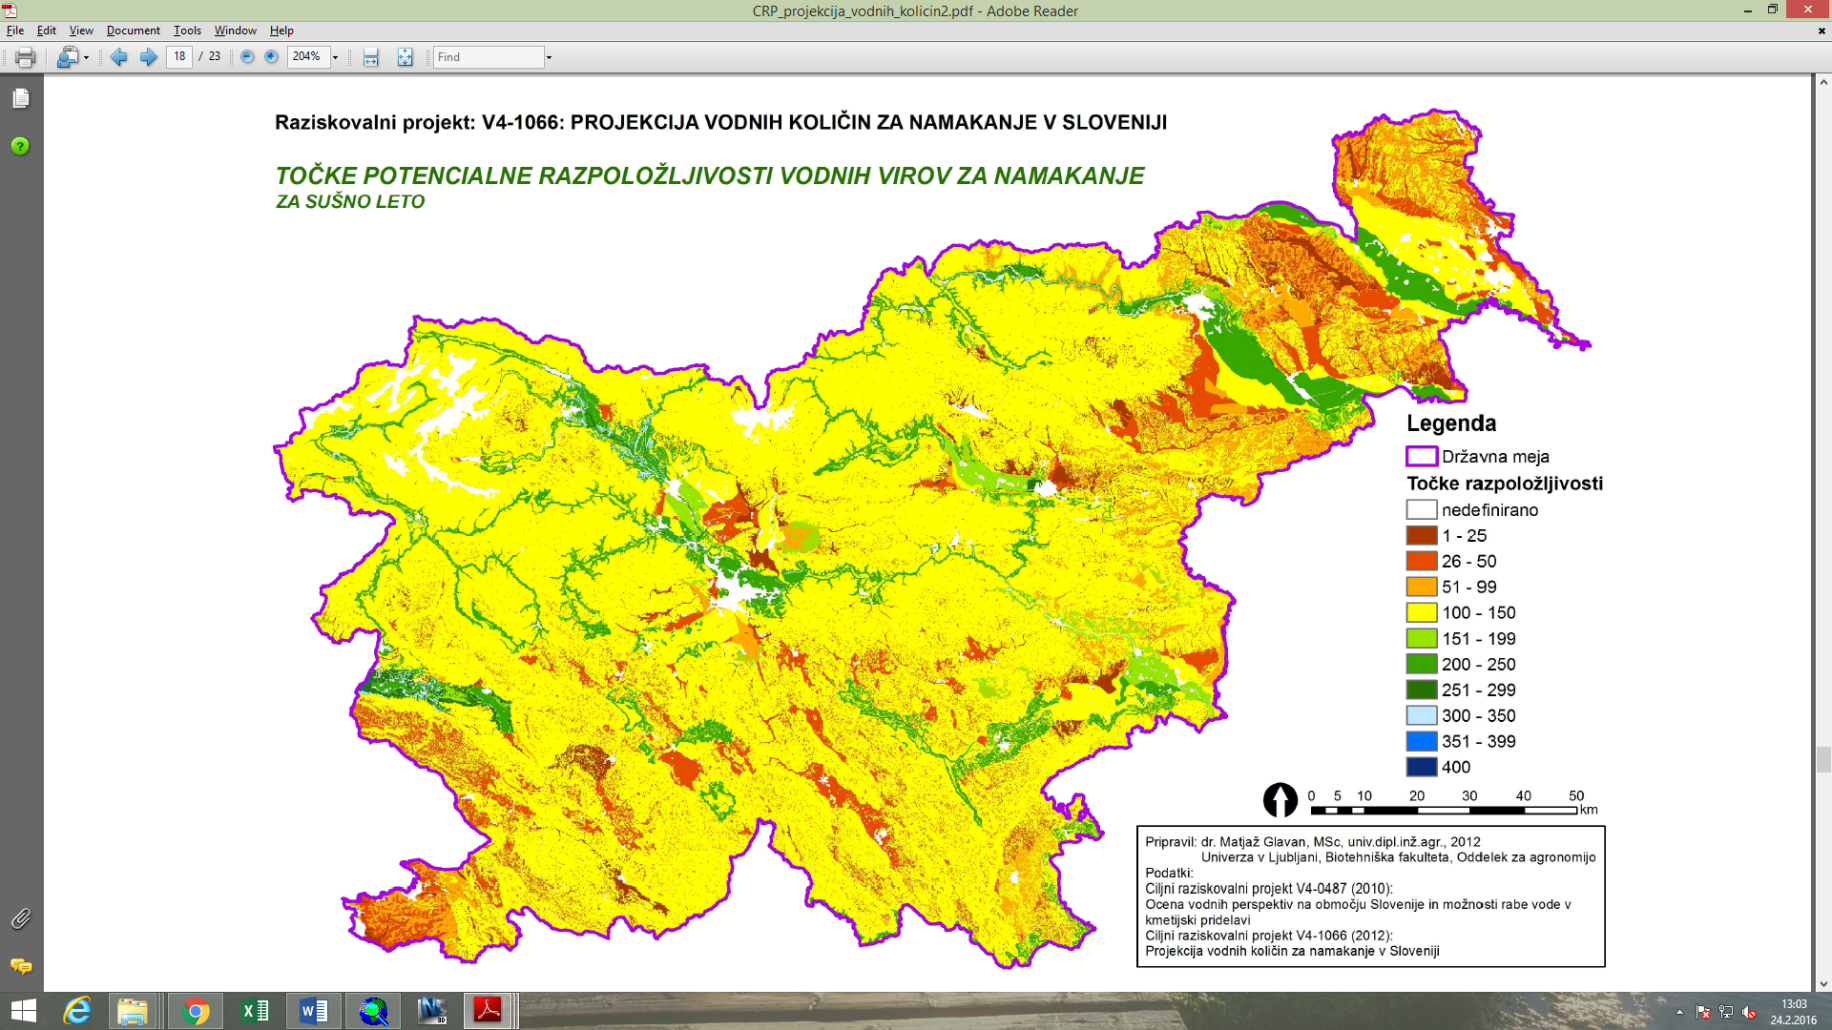 CRP_projekcija_vodnih_kolicin2.pdf - Adobe Reader
File Edit View Document Tools Window Help
18 / 23 204% Find
Raziskovalni projekt: V4-1066: PROJEKCIJA VODNIH KOLIČIN ZA NAMAKANJE V SLOVENIJI
TOČKE POTENCIALNE RAZPOLOŽLJIVOSTI VODNIH VIROV ZA NAMAKANJE
ZA SUŠNO LETO
Legenda
Državna meja
Točke razpoložljivosti
nedefinirano
1 - 25
26 - 50
51 - 99
100 - 150
151 - 199
200 - 250
251 - 299
300 - 350
351 - 399
400
0 5 10 20 30 40 50
km
Pripravil: dr. Matjaž Glavan, MSc, univ.dipl.inž.agr., 2012
Univerza v Ljubljani, Biotehniška fakulteta, Oddelek za agronomijo
Podatki:
Ciljni raziskovalni projekt V4-0487 (2010):
Ocena vodnih perspektiv na območju Slovenije in možnosti rabe vode v
kmetijski pridelavi
Ciljni raziskovalni projekt V4-1066 (2012):
Projekcija vodnih količin za namakanje v Sloveniji
13:03
24.2.2016